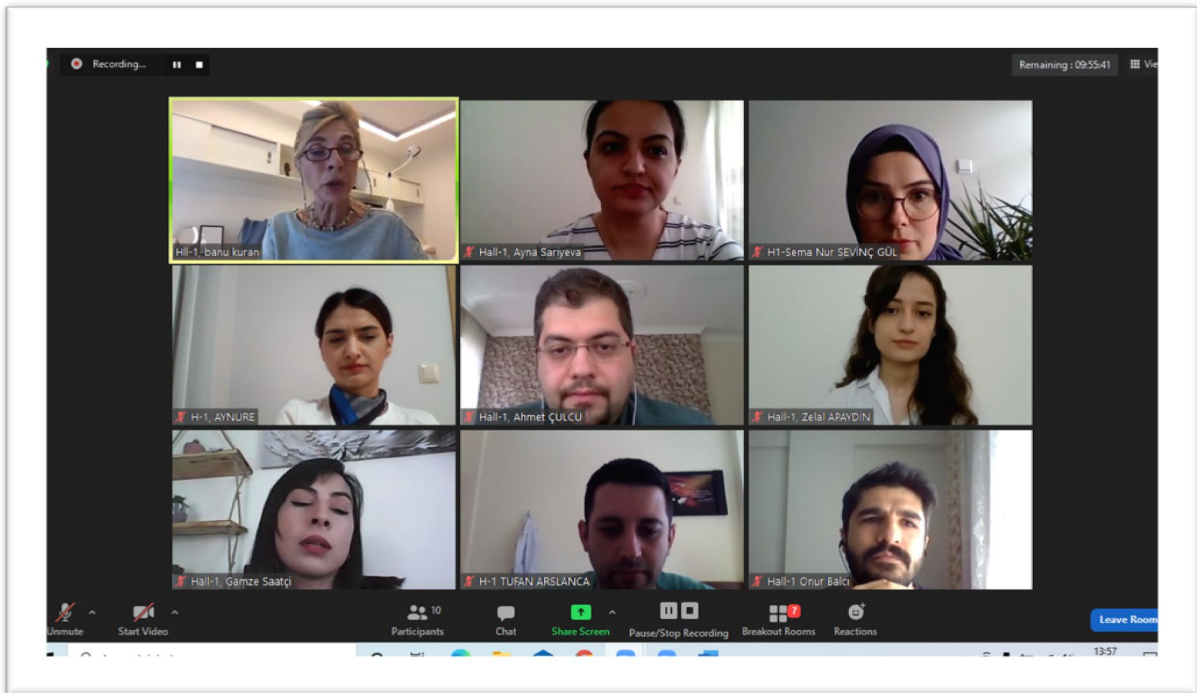 Recording...
Remaining : 09:55:41
Vie
Hll-1, banu kuran
Hall-1, Ayna Sariyeva
H1-Sema Nur SEVİNÇ GÜL
H-1, AYNURE
Hall-1, Ahmet ÇULCU
Hall-1, Zelal APAYDIN
Hall-1, Gamze Saatçi
H-1 TUFAN ARSLANCA
Hall-1 Onur Balcı
Unmute
Start Video
Participants
10
Chat
Share Screen
Pause/Stop Recording
Breakout Rooms
7
Reactions
Leave Room
13:57